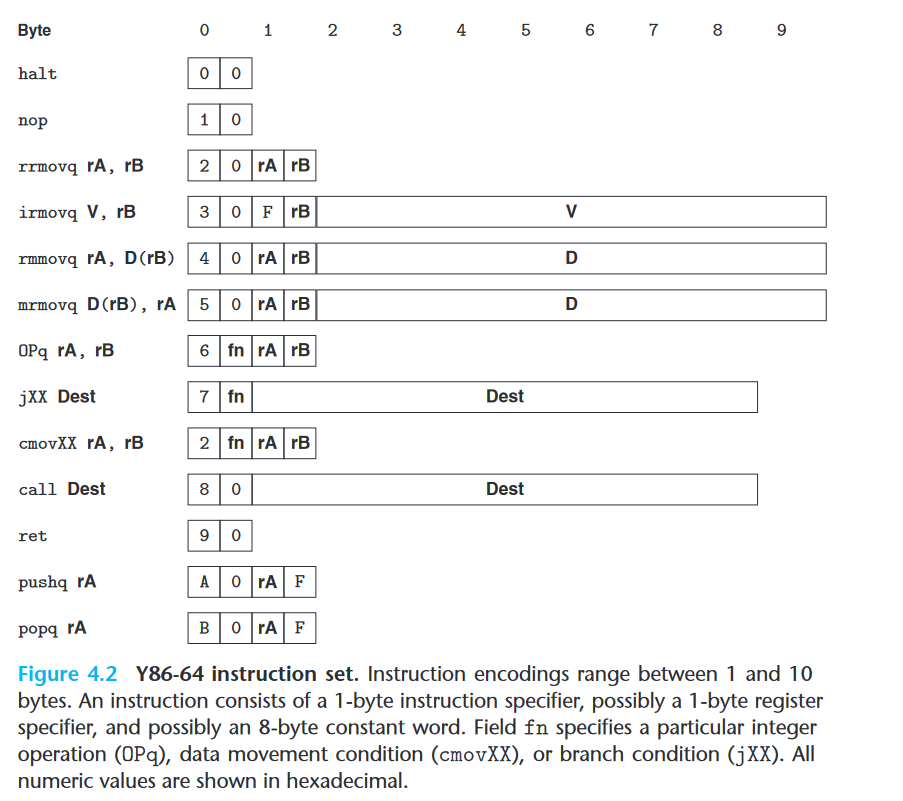 Byte 0 1 2 3 4 5 6 7 8 9
halt 0 0
nop 1 0
rrmovq rA, rB 2 0 rA rB
irmovq V, rB 3 0 F rB V
rmmovq rA, D(rB) 4 0 rA rB D
mrmovq D(rB), rA 5 0 rA rB D
OPq rA, rB 6 fn rA rB
jXX Dest 7 fn Dest
cmovXX rA, rB 2 fn rA rB
call Dest 8 0 Dest
ret 9 0
pushq rA A 0 rA F
popq rA B 0 rA F
Figure 4.2 Y86-64 instruction set. Instruction encodings range between 1 and 10
bytes. An instruction consists of a 1-byte instruction specifier, possibly a 1-byte register
specifier, and possibly an 8-byte constant word. Field fn specifies a particular integer
operation (OPq), data movement condition (cmovXX), or branch condition (jXX). All
numeric values are shown in hexadecimal.